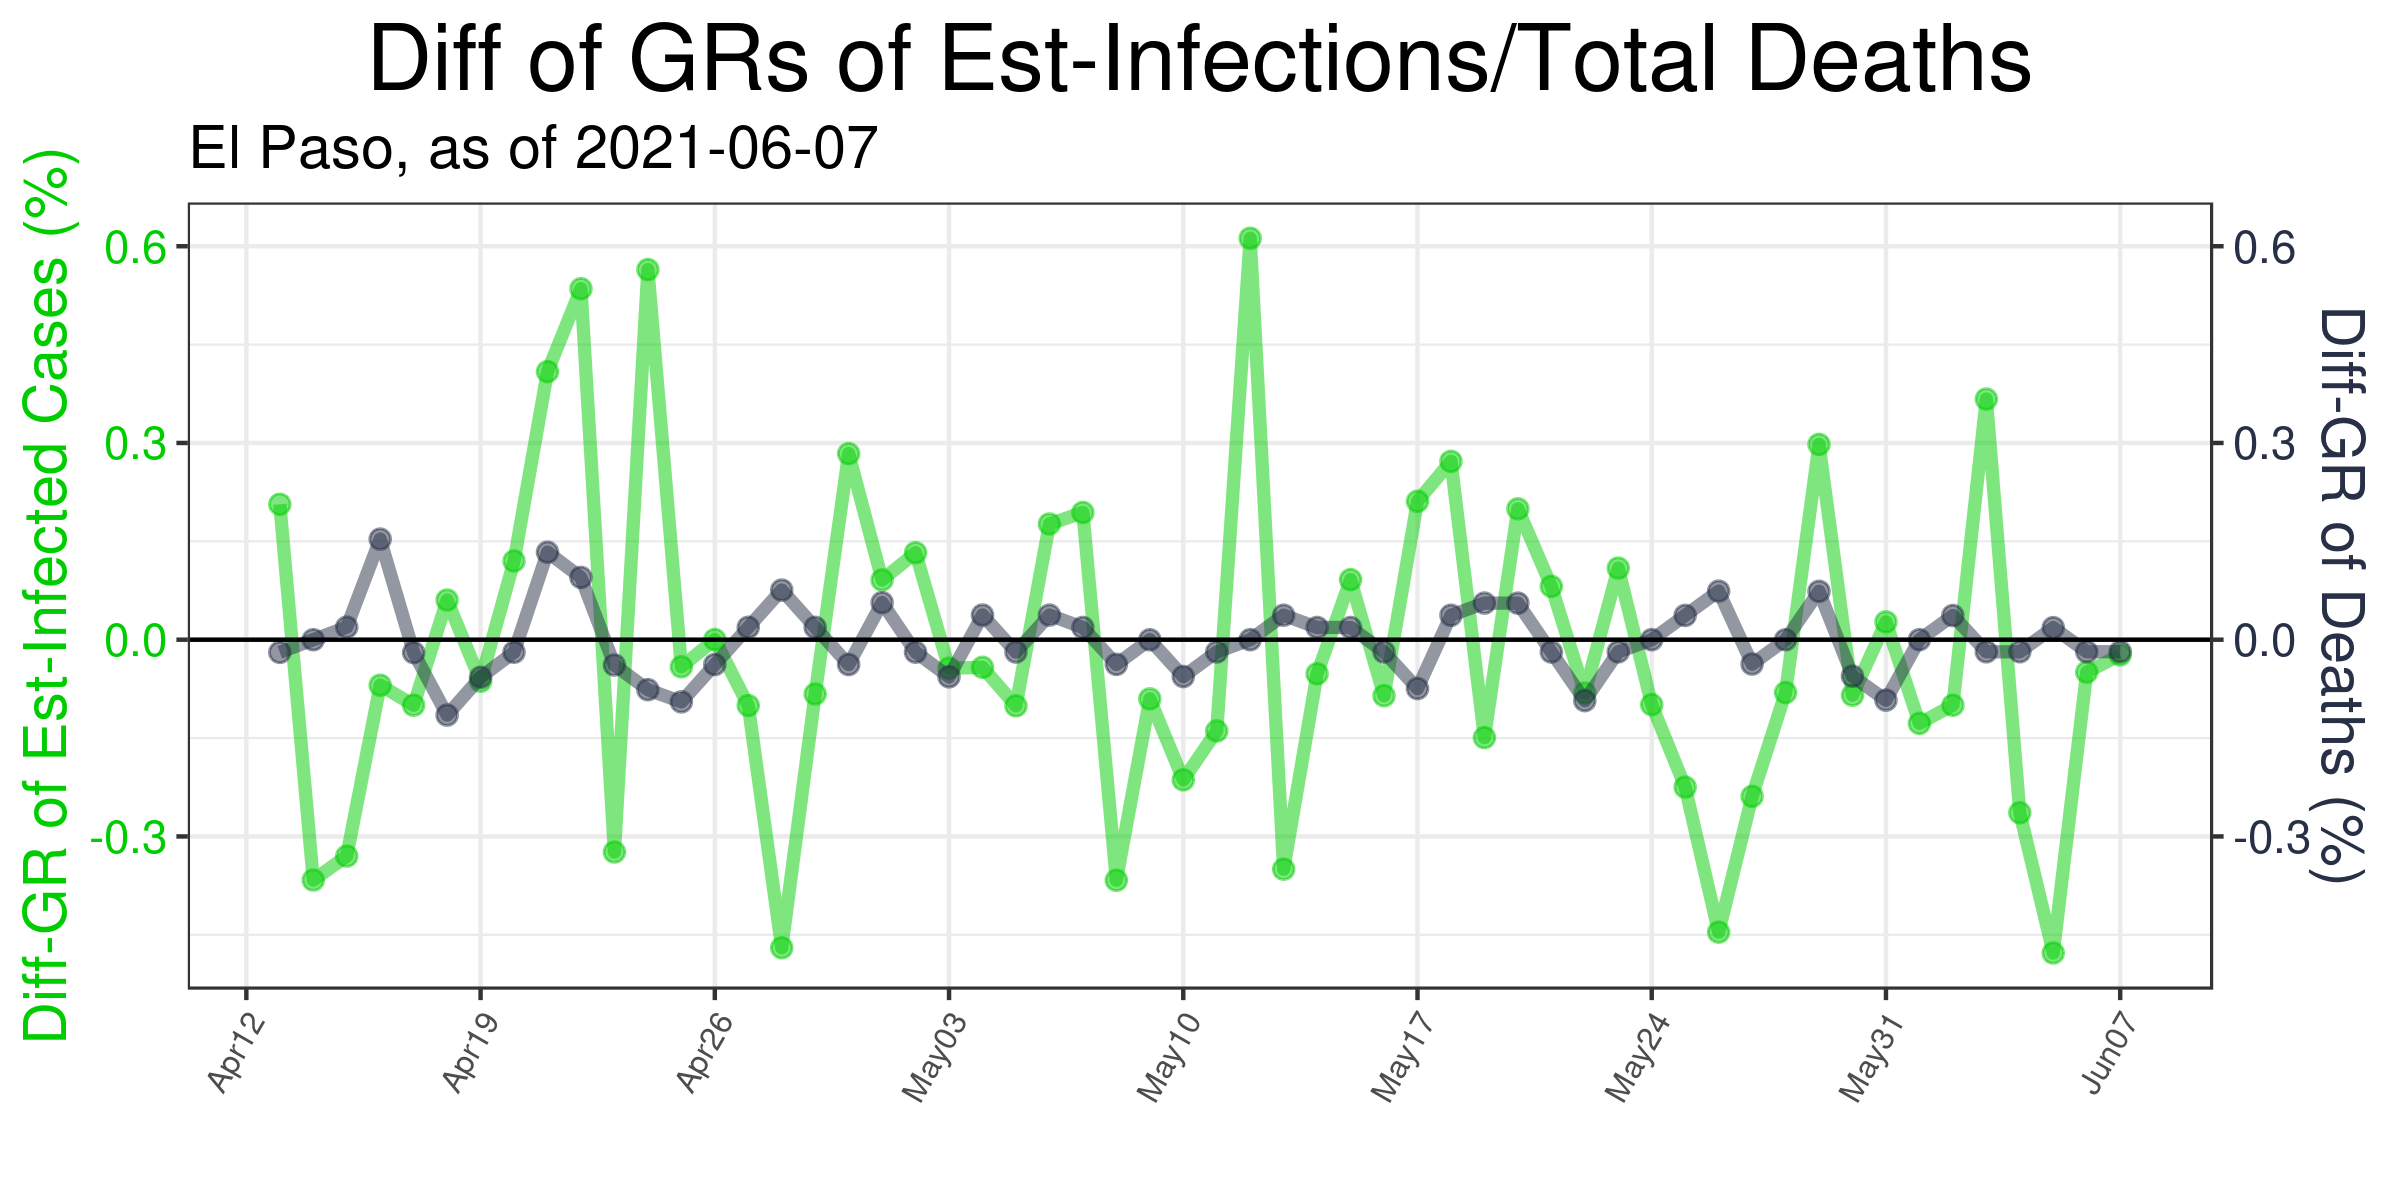 Diff of GRs of Est-Infections/Total Deaths
El Paso, as of 2021-06-07
Diff-GR of Est-Infected Cases (%)
0.6
0.3
0.0
-0.3
0.6
0.3
0.0
-0.3
Diff-GR of Deaths (%)
Apr12
Apr19
Apr26
May03
May10
May17
May24
May31
Jun07